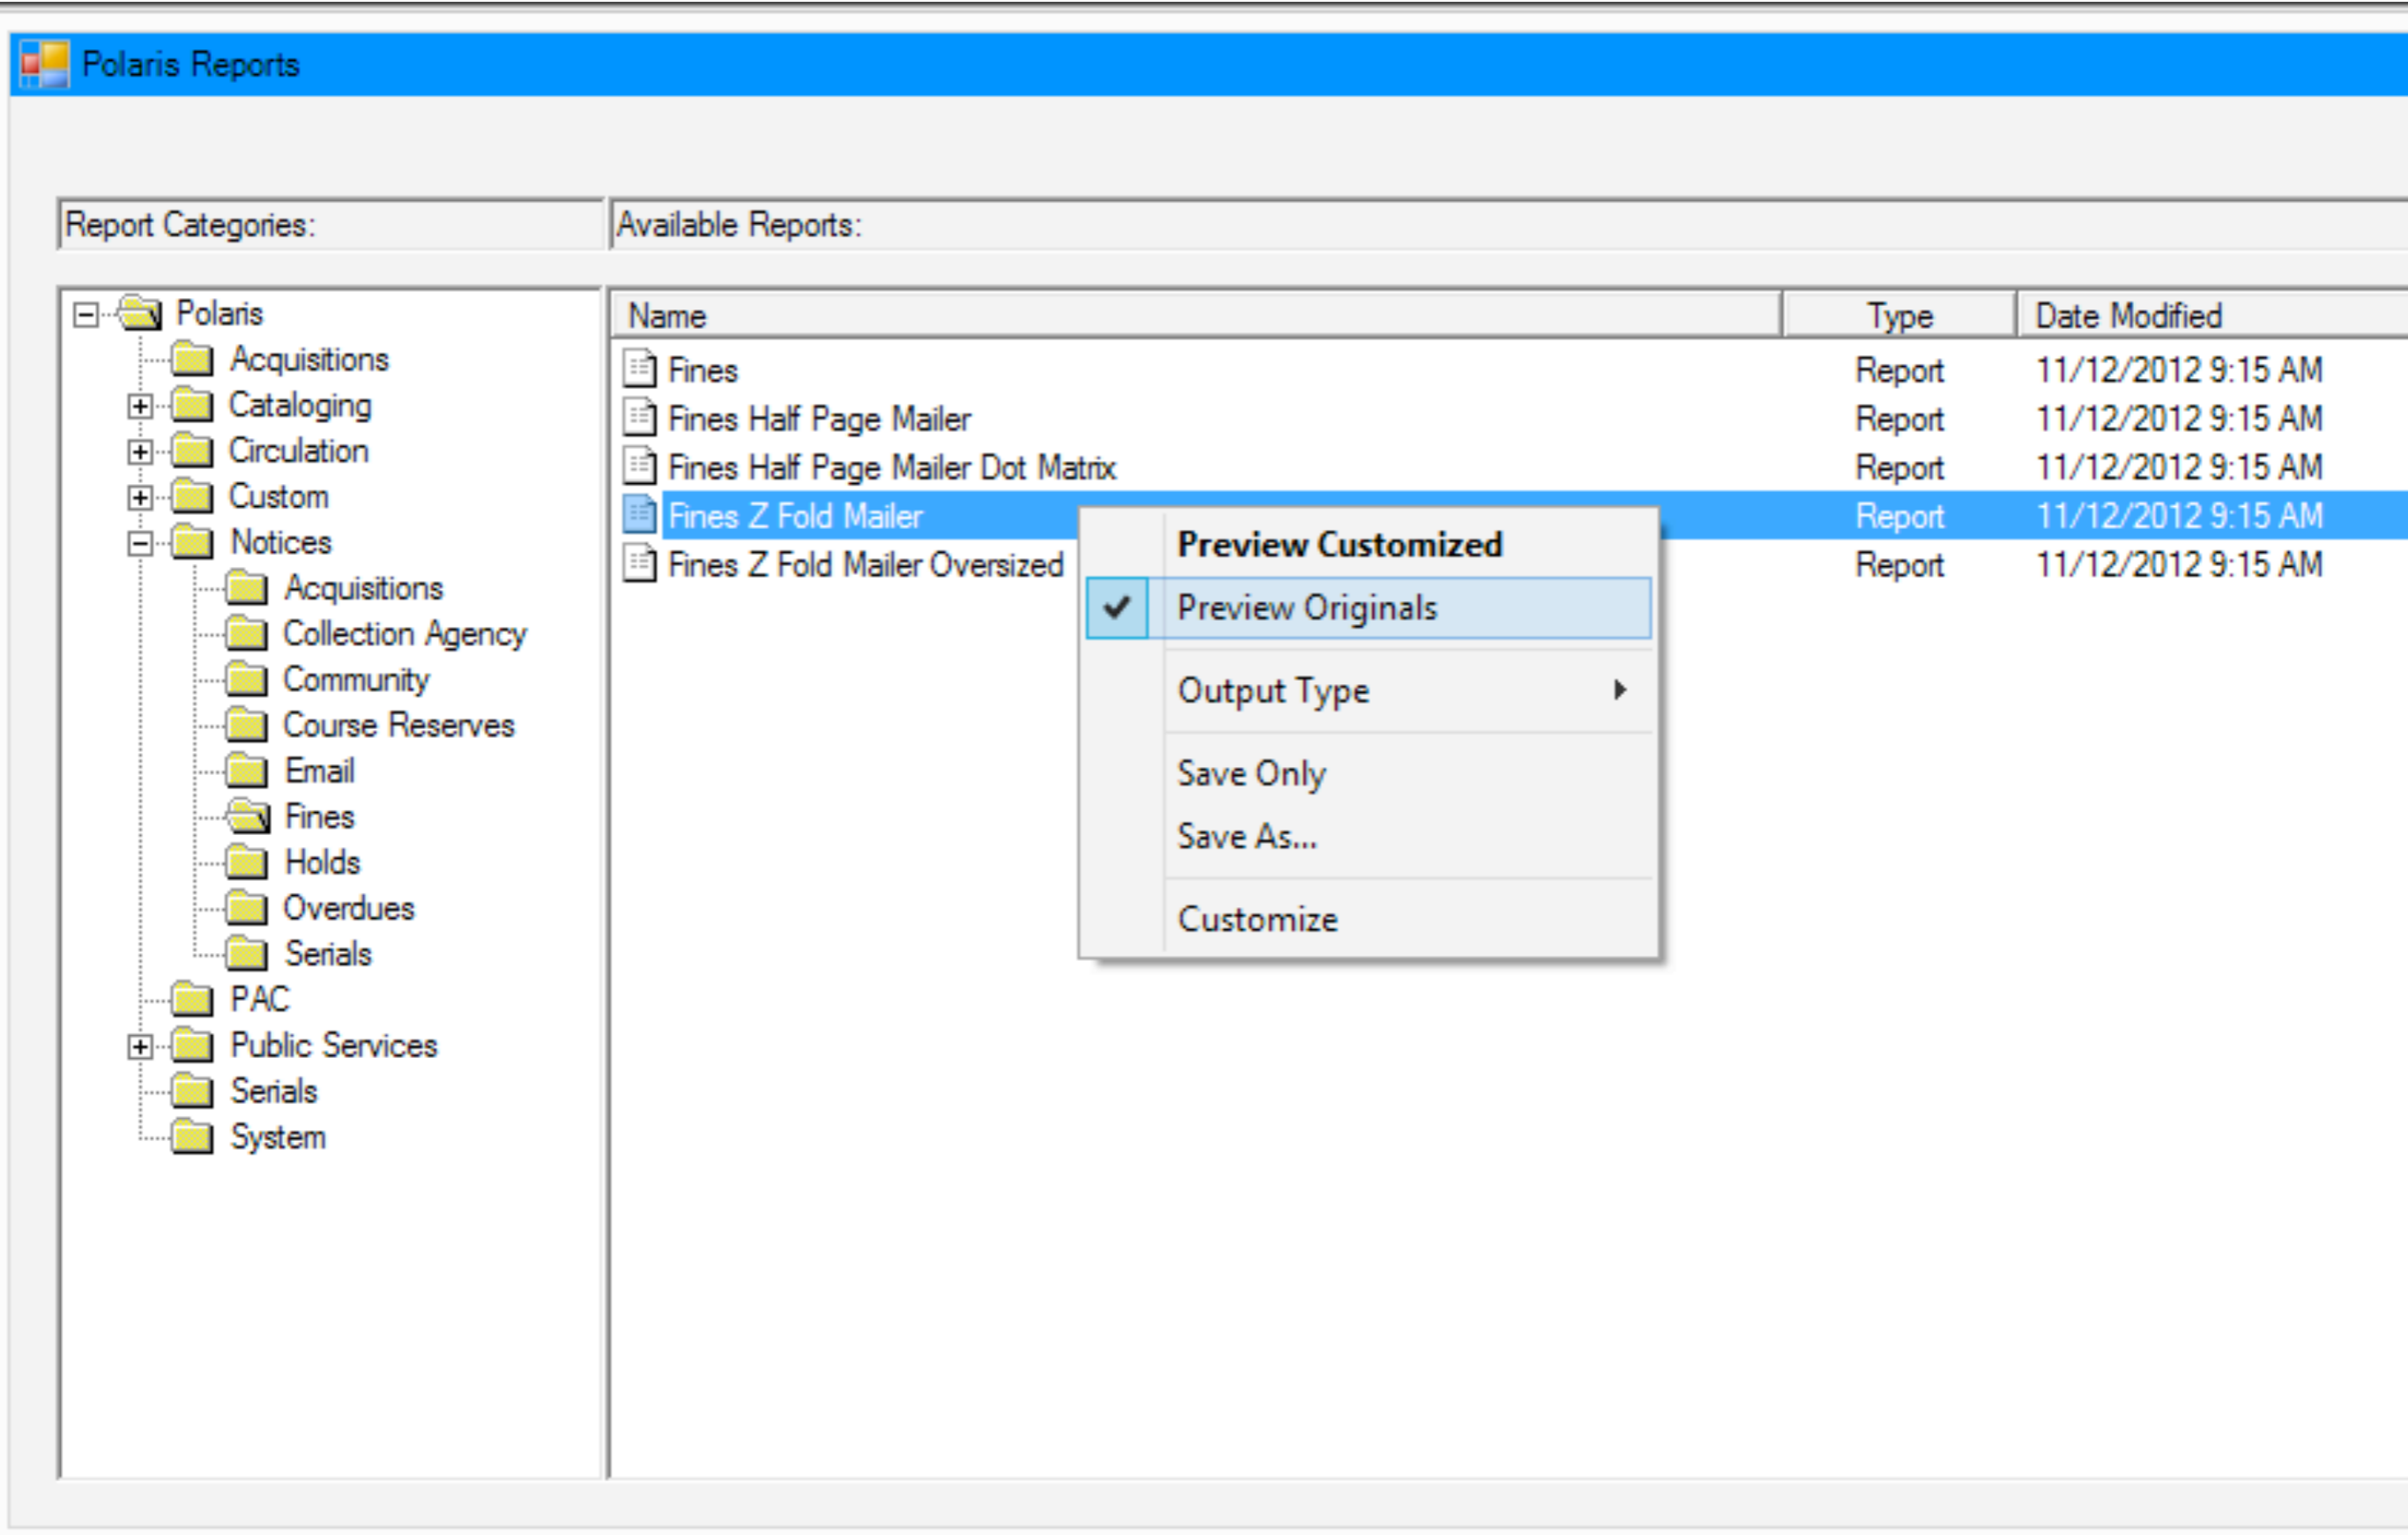 Polaris Reports
Report Categories:
Available Reports:
Polaris
Acquisitions
Cataloging
Circulation
Custom
Notices
Acquisitions
Collection Agency
Community
Course Reserves
Email
Fines
Holds
Overdues
Serials
PAC
Public Services
Serials
System
Name Type Date Modified
Fines Report 11/12/2012 9:15 AM
Fines Half Page Mailer Report 11/12/2012 9:15 AM
Fines Half Page Mailer Dot Matrix Report 11/12/2012 9:15 AM
Fines Z Fold Mailer Report 11/12/2012 9:15 AM
Fines Z Fold Mailer Oversized Report 11/12/2012 9:15 AM
Preview Customized
Preview Originals
Output Type
Save Only
Save As...
Customize